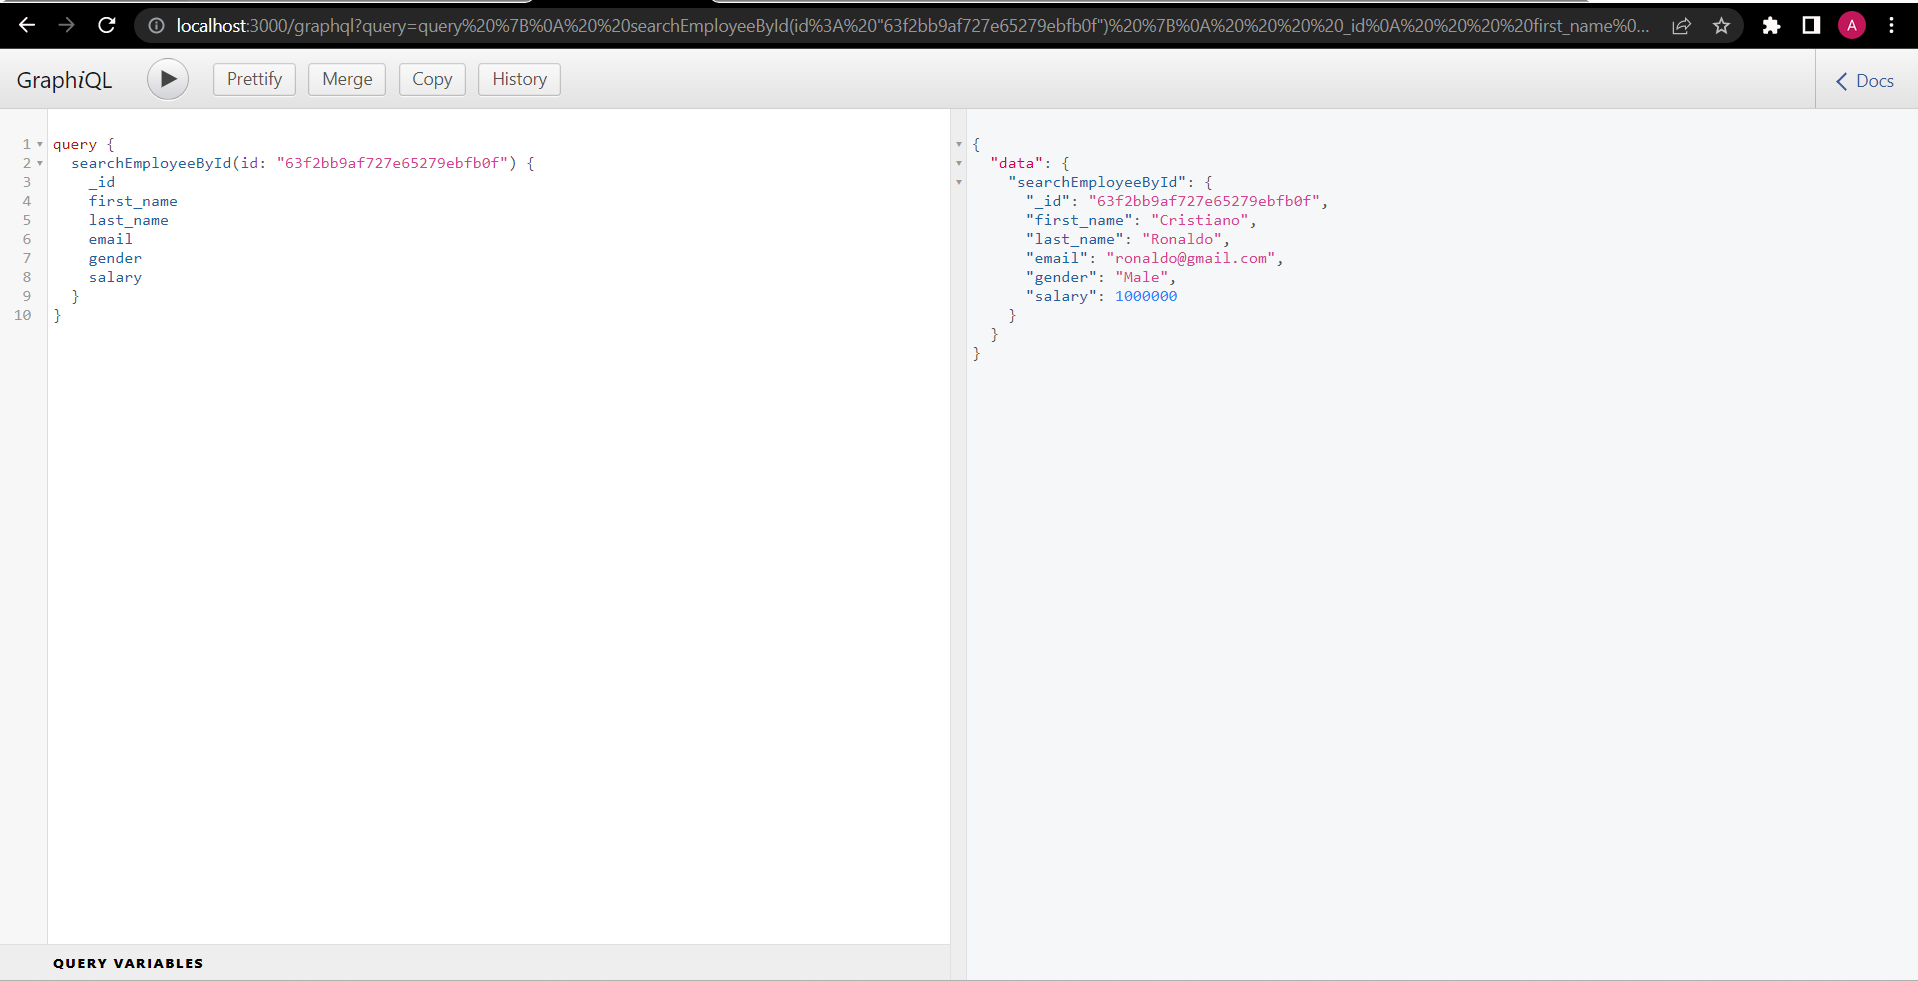 localhost:3000/graphql?query=query%20%7B%0A%20%20searchEmployeeById(id%3A%20"63f2bb9af727e65279ebfb0f")%20%7B%0A%20%20%20%20_id%0A%20%20%20%20first_name%0...
A
GraphiQL
Prettify
Merge
Copy
History
Docs
1 query {
2 searchEmployeeById(id: "63f2bb9af727e65279ebfb0f") {
3 _id
4 first_name
5 last_name
6 email
7 gender
8 salary
9 }
10 }
QUERY VARIABLES
{
"data": {
"searchEmployeeById": {
"_id": "63f2bb9af727e65279ebfb0f",
"first_name": "Cristiano",
"last_name": "Ronaldo",
"email": "ronaldo@gmail.com",
"gender": "Male",
"salary": 1000000
}
}
}